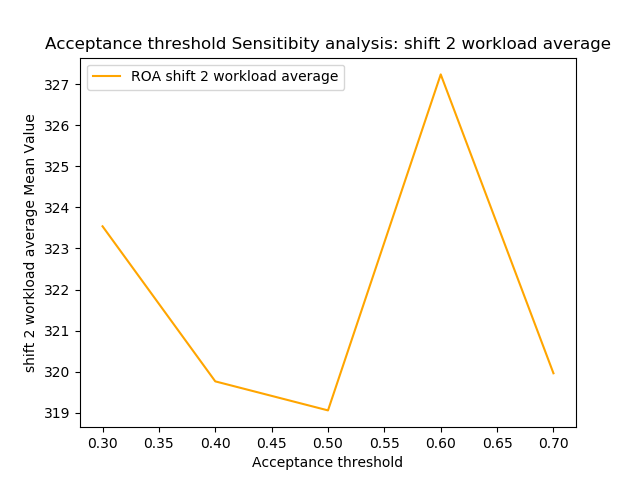 Acceptance threshold Sensitibity analysis: shift 2 workload average
ROA shift 2 workload average
shift 2 workload average Mean Value
327
326
325
324
323
322
321
320
319
0.30 0.35 0.40 0.45 0.50 0.55 0.60 0.65 0.70
Acceptance threshold